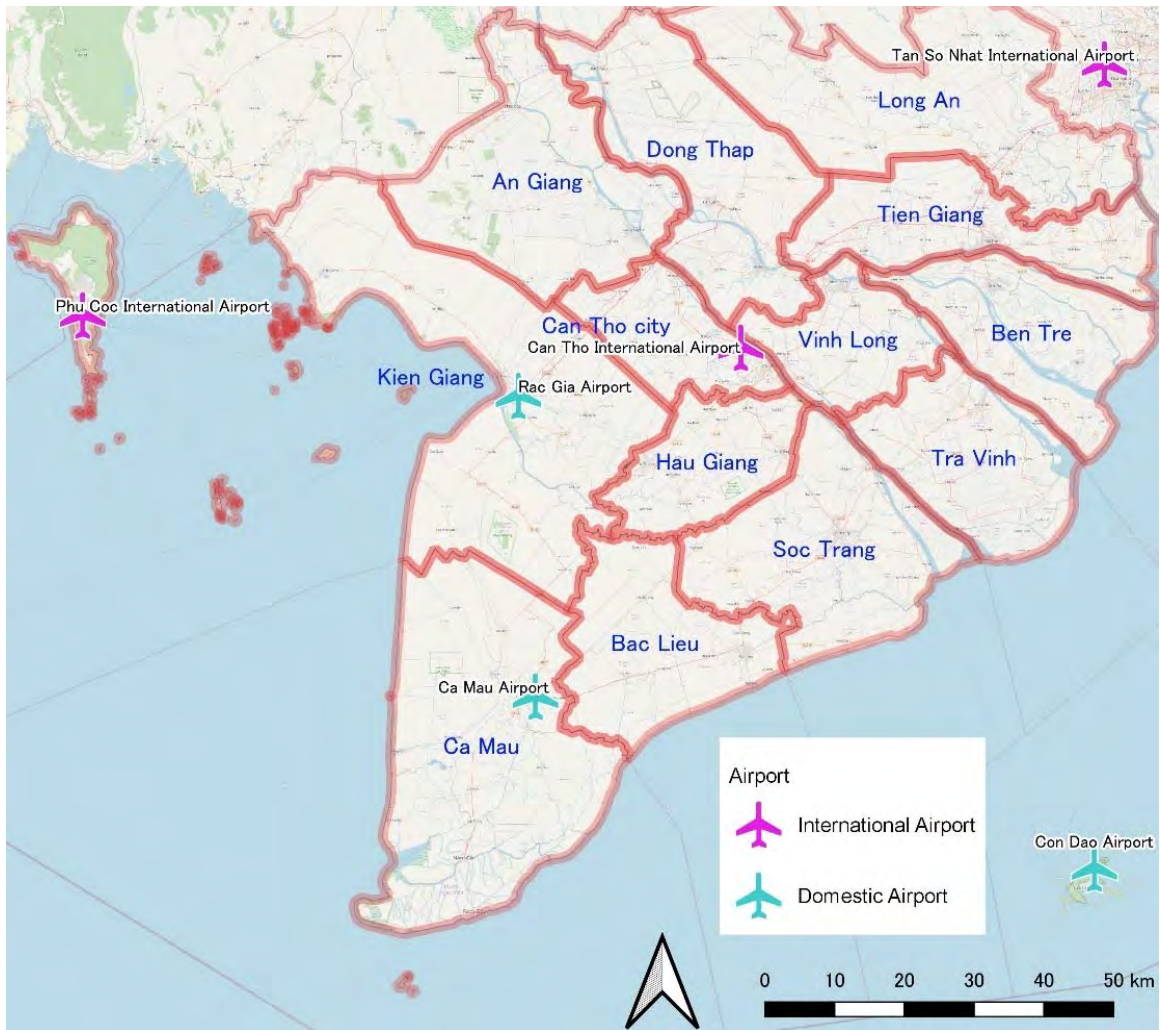 Tan So Nhat International Airport
Long An
Dong Thap
An Giang
Tien Giang
Phu Coc International Airport
Can Tho city
Vinh Long
Ben Tre
Can Tho International Airport
Kien Giang
Rac Gia Airport
Hau Giang
Tra Vinh
Soc Trang
Bac Lieu
Ca Mau Airport
Ca Mau
Airport
International Airport
Domestic Airport
Con Dao Airport
0 10 20 30 40 50 km